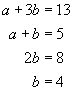 a + 3b = 13
a + b = 5
2b = 8
b = 4